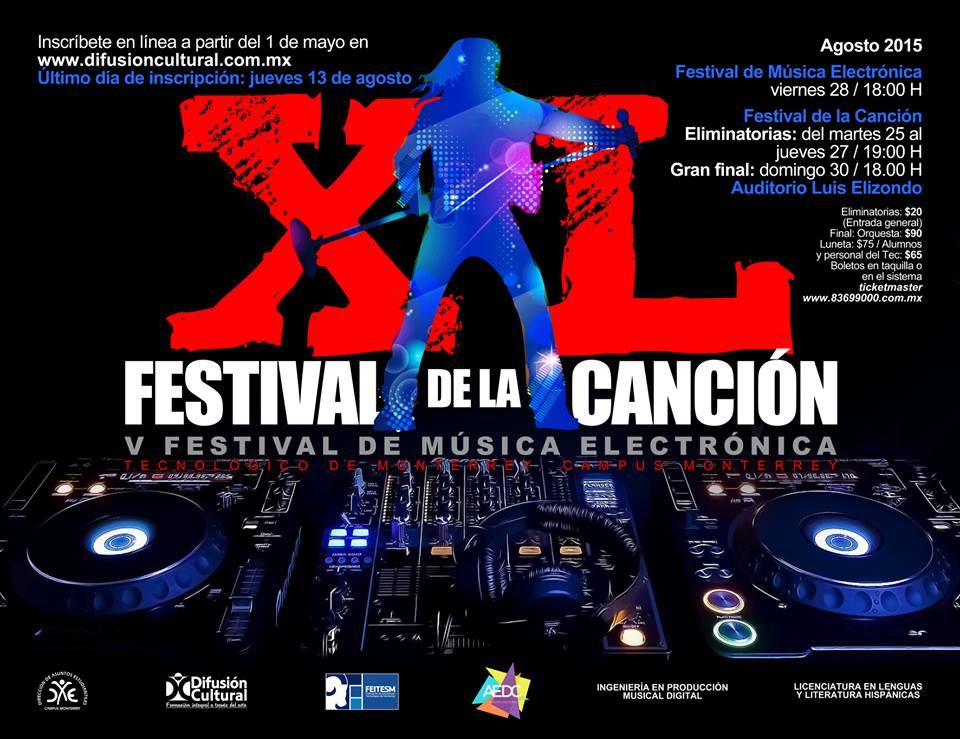 Inscríbete en línea a partir del 1 de mayo en
www.difusioncultural.com.mx
Último día de inscripción: jueves 13 de agosto
Agosto 2015
Festival de Música Electrónica
viernes 28 / 18:00 H
Festival de la Canción
Eliminatorias: del martes 25 al
jueves 27 / 19:00 H
Gran final: domingo 30 / 18.00 H
Auditorio Luis Elizondo
Eliminatorias: $20
(Entrada general)
Final: Orquesta: $90
Luneta: $75 / Alumnos
y personal del Tec: $65
Boletos en taquilla o
en el sistema
ticketmaster
www.83699000.com.mx
XL
FESTIVAL DE LA CANCIÓN
V FESTIVAL DE MÚSICA ELECTRÓNICA
TECNOLÓGICO DE MONTERREY, CAMPUS MONTERREY
DIRECCIÓN DE ASUNTOS ESTUDIANTILES
CAMPUS MONTERREY
Difusión
Cultural
Formación integral a través del arte
FEITESM
AEDC
INGENIERÍA EN PRODUCCIÓN
MUSICAL DIGITAL
LICENCIATURA EN LENGUAS
Y LITERATURA HISPÁNICAS